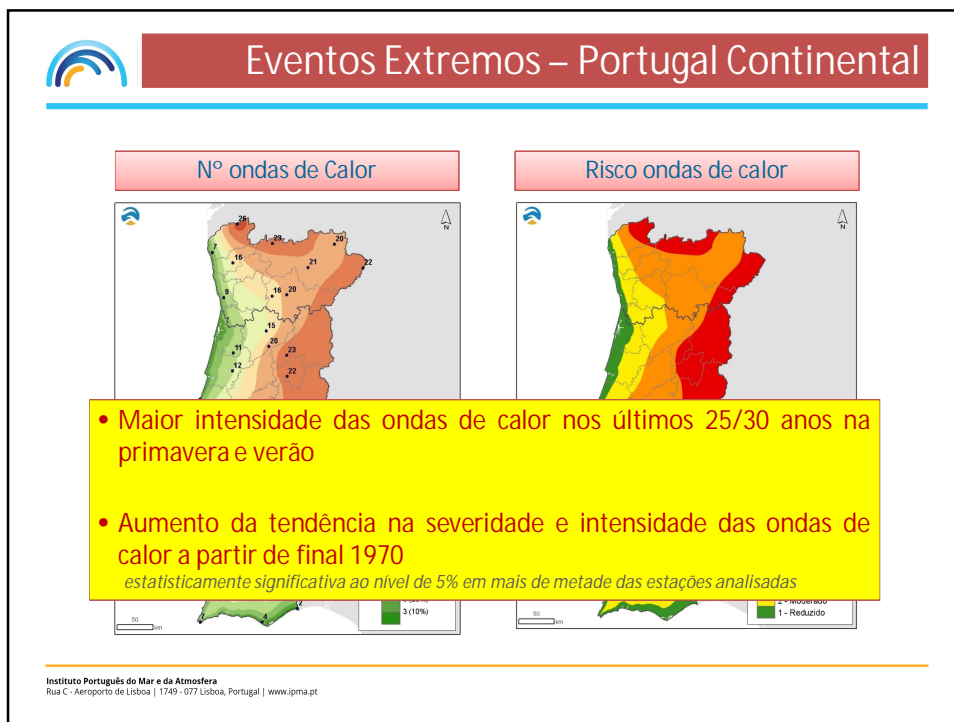 Eventos Extremos – Portugal Continental
Nº ondas de Calor
Risco ondas de calor
N
N
26
29
20
7
16
21
22
9
16
20
15
20
11
23
12
22
• Maior intensidade das ondas de calor nos últimos 25/30 anos na
primavera e verão
• Aumento da tendência na severidade e intensidade das ondas de
calor a partir de final 1970
estatisticamente significativa ao nível de 5% em mais de metade das estações analisadas
3 (10%)
2
7
4
50
km
2 - Moderado
1 - Reduzido
50
km
Instituto Português do Mar e da Atmosfera
Rua C - Aeroporto de Lisboa | 1749 - 077 Lisboa, Portugal | www.ipma.pt